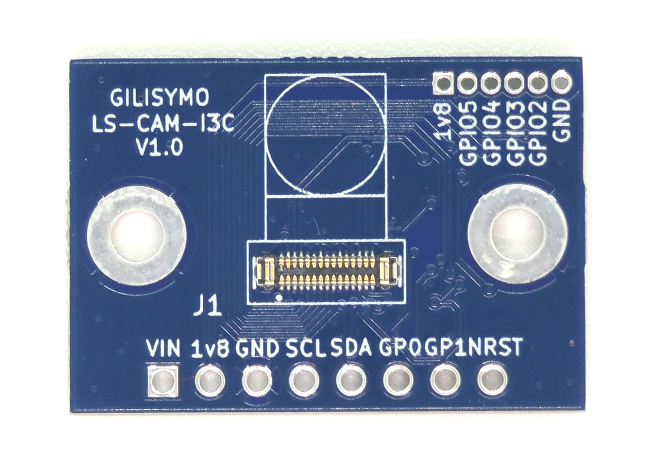 GILISYMO
LS-CAM-I3C
V1.0
1v8
GPIO5
GPIO4
GPIO3
GPIO2
GND
J1
VIN 1v8 GND SCL SDA GP0 GP1 NRST